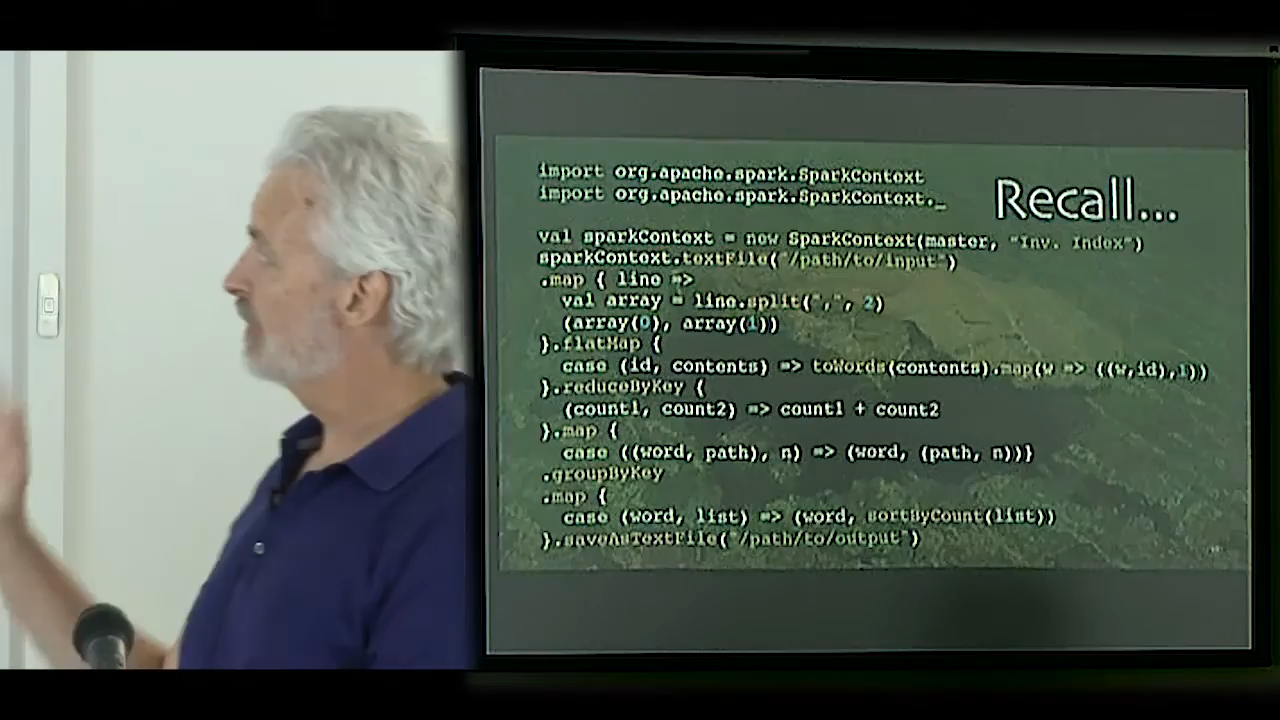 import org.apache.spark.SparkContext
import org.apache.spark.SparkContext._
Recall...
val sparkContext = new SparkContext(master, "Inv. Index")
sparkContext.textFile("/path/to/input")
.map { line =>
val array = line.split(",", 2)
(array(0), array(1))
}.flatMap {
case (id, contents) => toWords(contents).map(w => ((w,id),1))
}.reduceByKey {
(count1, count2) => count1 + count2
}.map {
case ((word, path), n) => (word, (path, n))}
.groupByKey
.map {
case (word, list) => (word, sortByCount(list))
}.saveAsTextFile("/path/to/output")